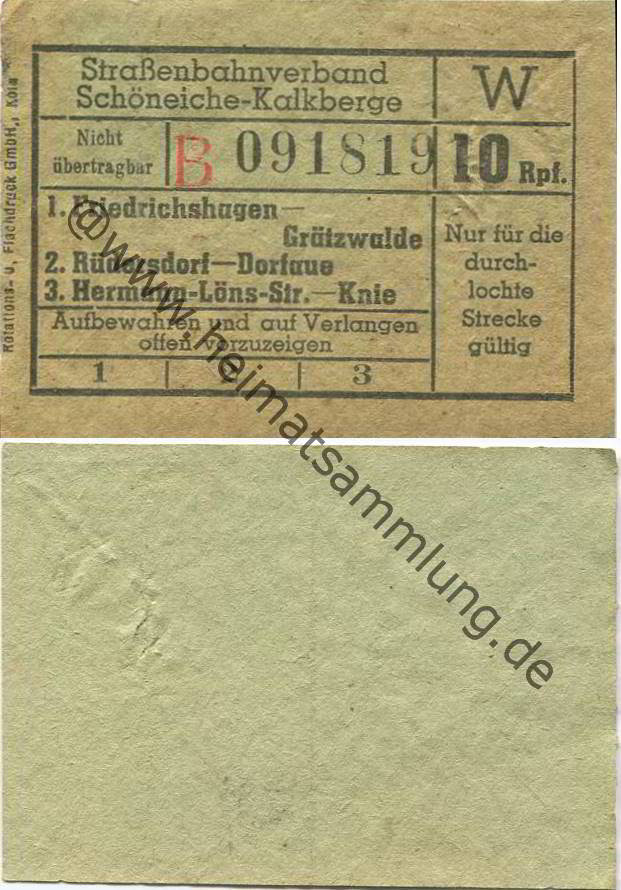 Straßenbahnverband
Schöneiche-Kalkberge
W
Nicht
übertragbar
B 091819
10 Rpf.
1. Friedrichshagen—
Grätzwalde
2. Rüdersdorf—Dorfaue
3. Hermann-Löns-Str.—Knie
Nur für die
durch-
lochte
Strecke
gültig
Aufbewahren und auf Verlangen
offen vorzuzeigen
1 2 3
Rotations- u. Flachdruck GmbH., Köln
@www.heimatsammlung.de